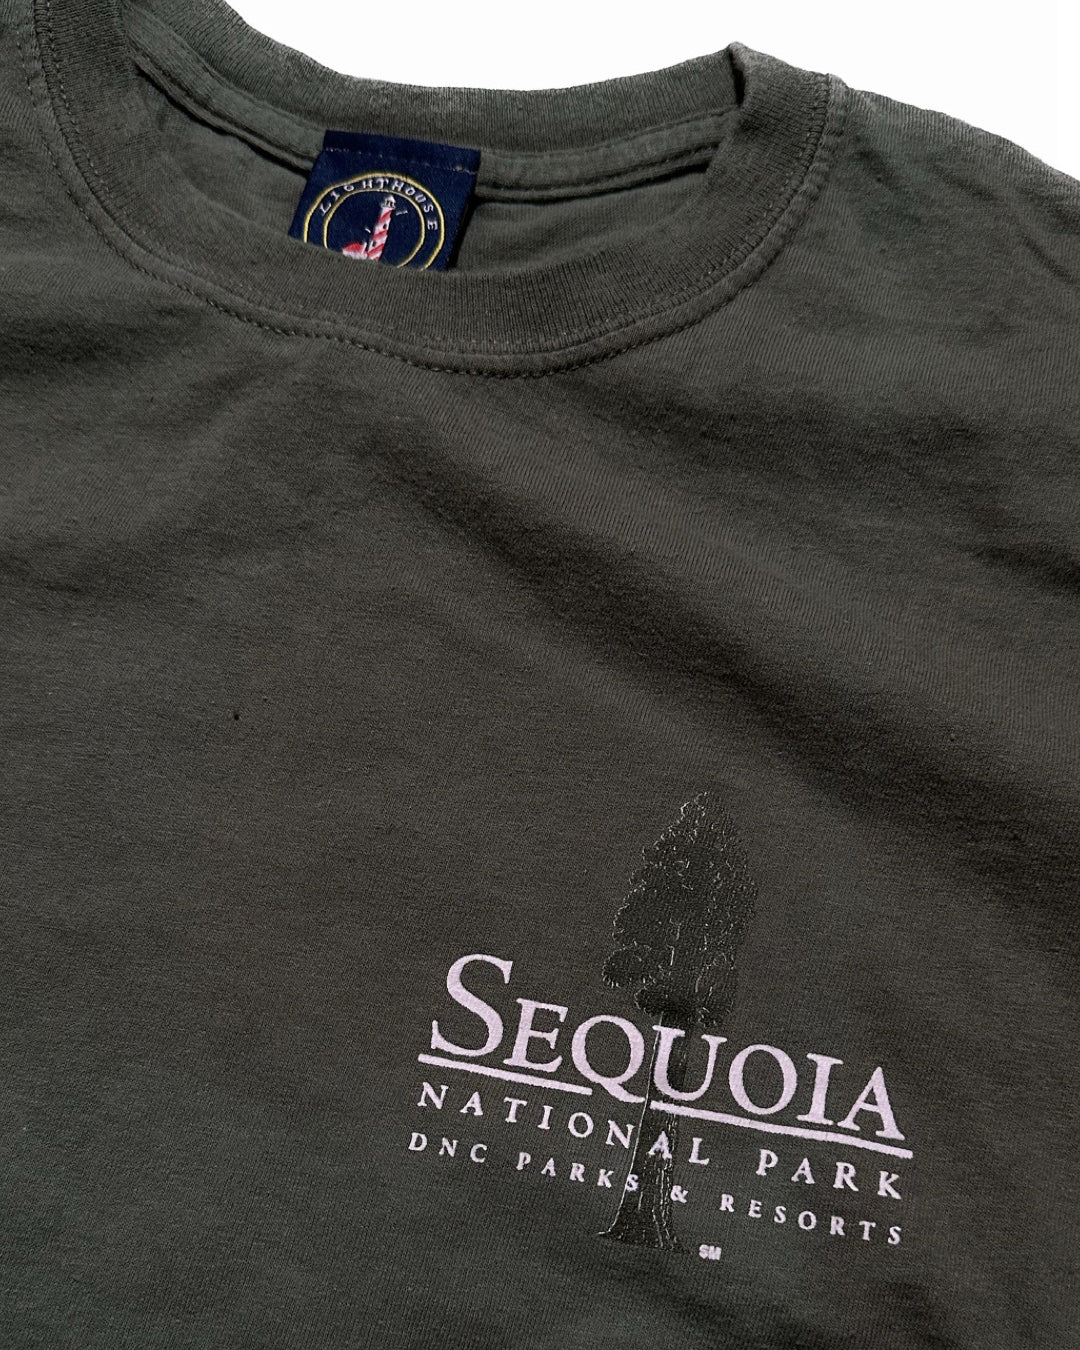 LIGHTHOUSE
SEQUOIA
NATIONAL PARK
DNC PARKS & RESORTS
SM